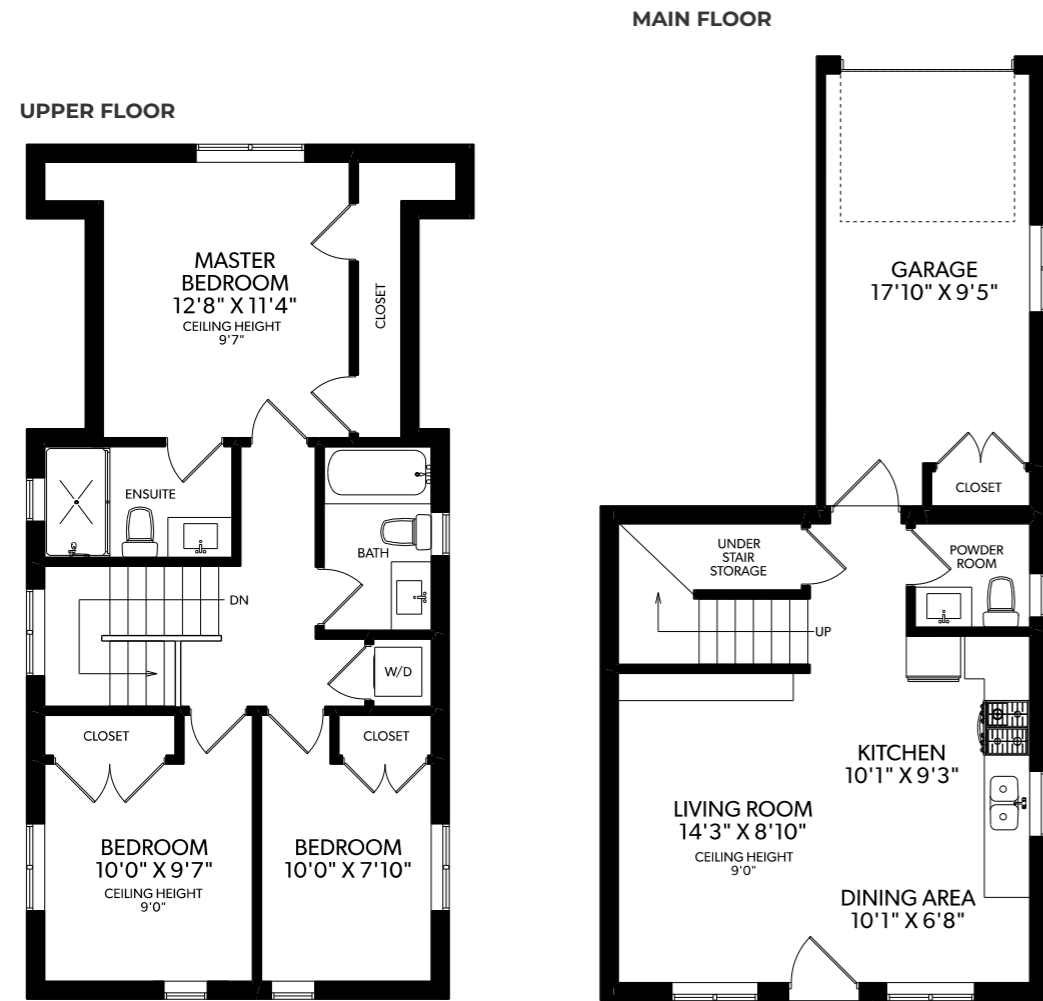 UPPER FLOOR
MASTER
BEDROOM
12'8" X 11'4"
CEILING HEIGHT
9'7"
CLOSET
ENSUITE
BATH
DN
W/D
CLOSET
CLOSET
BEDROOM
10'0" X 9'7"
CEILING HEIGHT
9'0"
BEDROOM
10'0" X 7'10"
MAIN FLOOR
GARAGE
17'10" X 9'5"
CLOSET
UNDER
STAIR
STORAGE
POWDER
ROOM
UP
KITCHEN
10'1" X 9'3"
LIVING ROOM
14'3" X 8'10"
CEILING HEIGHT
9'0"
DINING AREA
10'1" X 6'8"